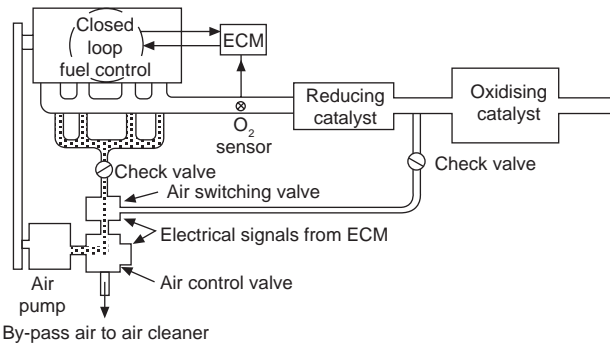 Closed
loop
fuel control
ECM
Reducing
catalyst
Oxidising
catalyst
O2
sensor
Check valve
Check valve
Air switching valve
Electrical signals from ECM
Air
pump
Air control valve
By-pass air to air cleaner